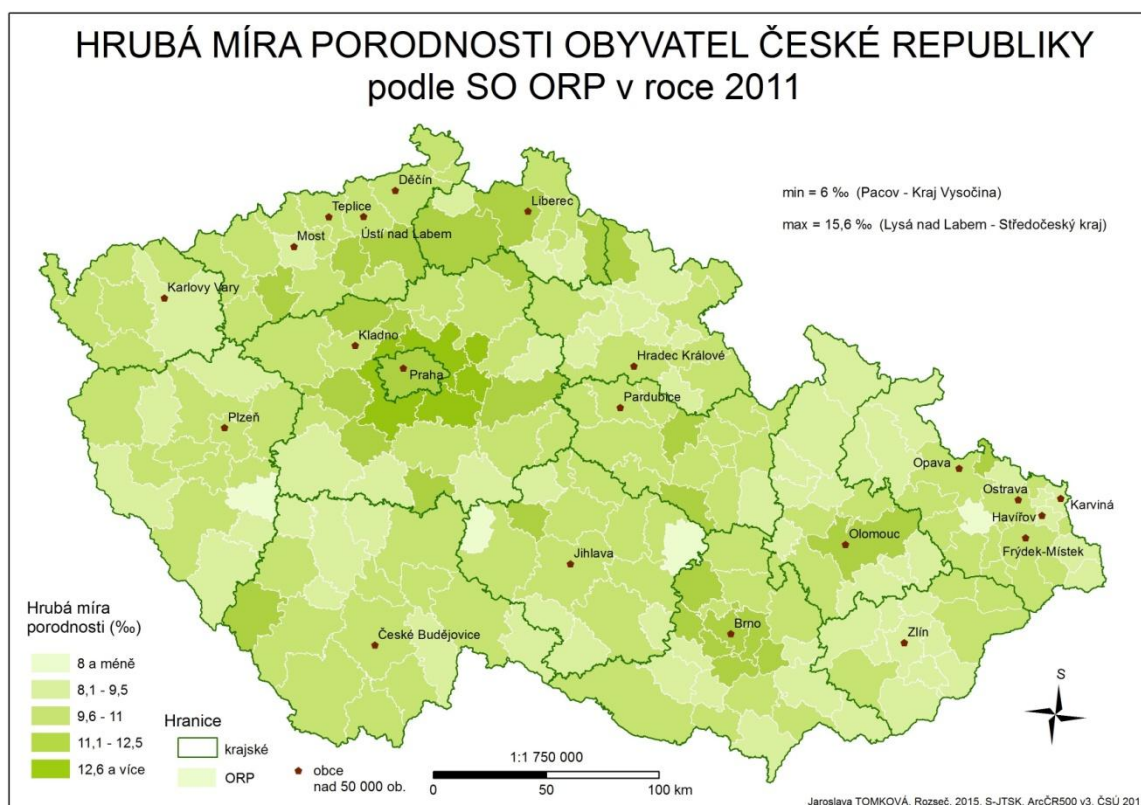 HRUBÁ MÍRA PORODNOSTI OBYVATEL ČESKÉ REPUBLIKY
podle SO ORP v roce 2011
min = 6 ‰ (Pacov - Kraj Vysočina)
max = 15,6 ‰ (Lysá nad Labem - Středočeský kraj)
Děčín
Teplice
Liberec
Ústí nad Labem
Most
Karlovy Vary
Kladno
Praha
Hradec Králové
Pardubice
Plzeň
Opava
Ostrava
Karviná
Havířov
Frýdek-Místek
Olomouc
Jihlava
Brno
Zlín
České Budějovice
Hrubá míra
porodnosti (‰)
8 a méně
8,1 - 9,5
9,6 - 11
11,1 - 12,5
12,6 a více
Hranice
krajské
ORP
obce
nad 50 000 ob.
1:1 750 000
0 50 100 km
S
Jaroslava TOMKOVÁ, Rozseč, 2015, S-JTSK, ArcČR500 v3, ČSÚ 201